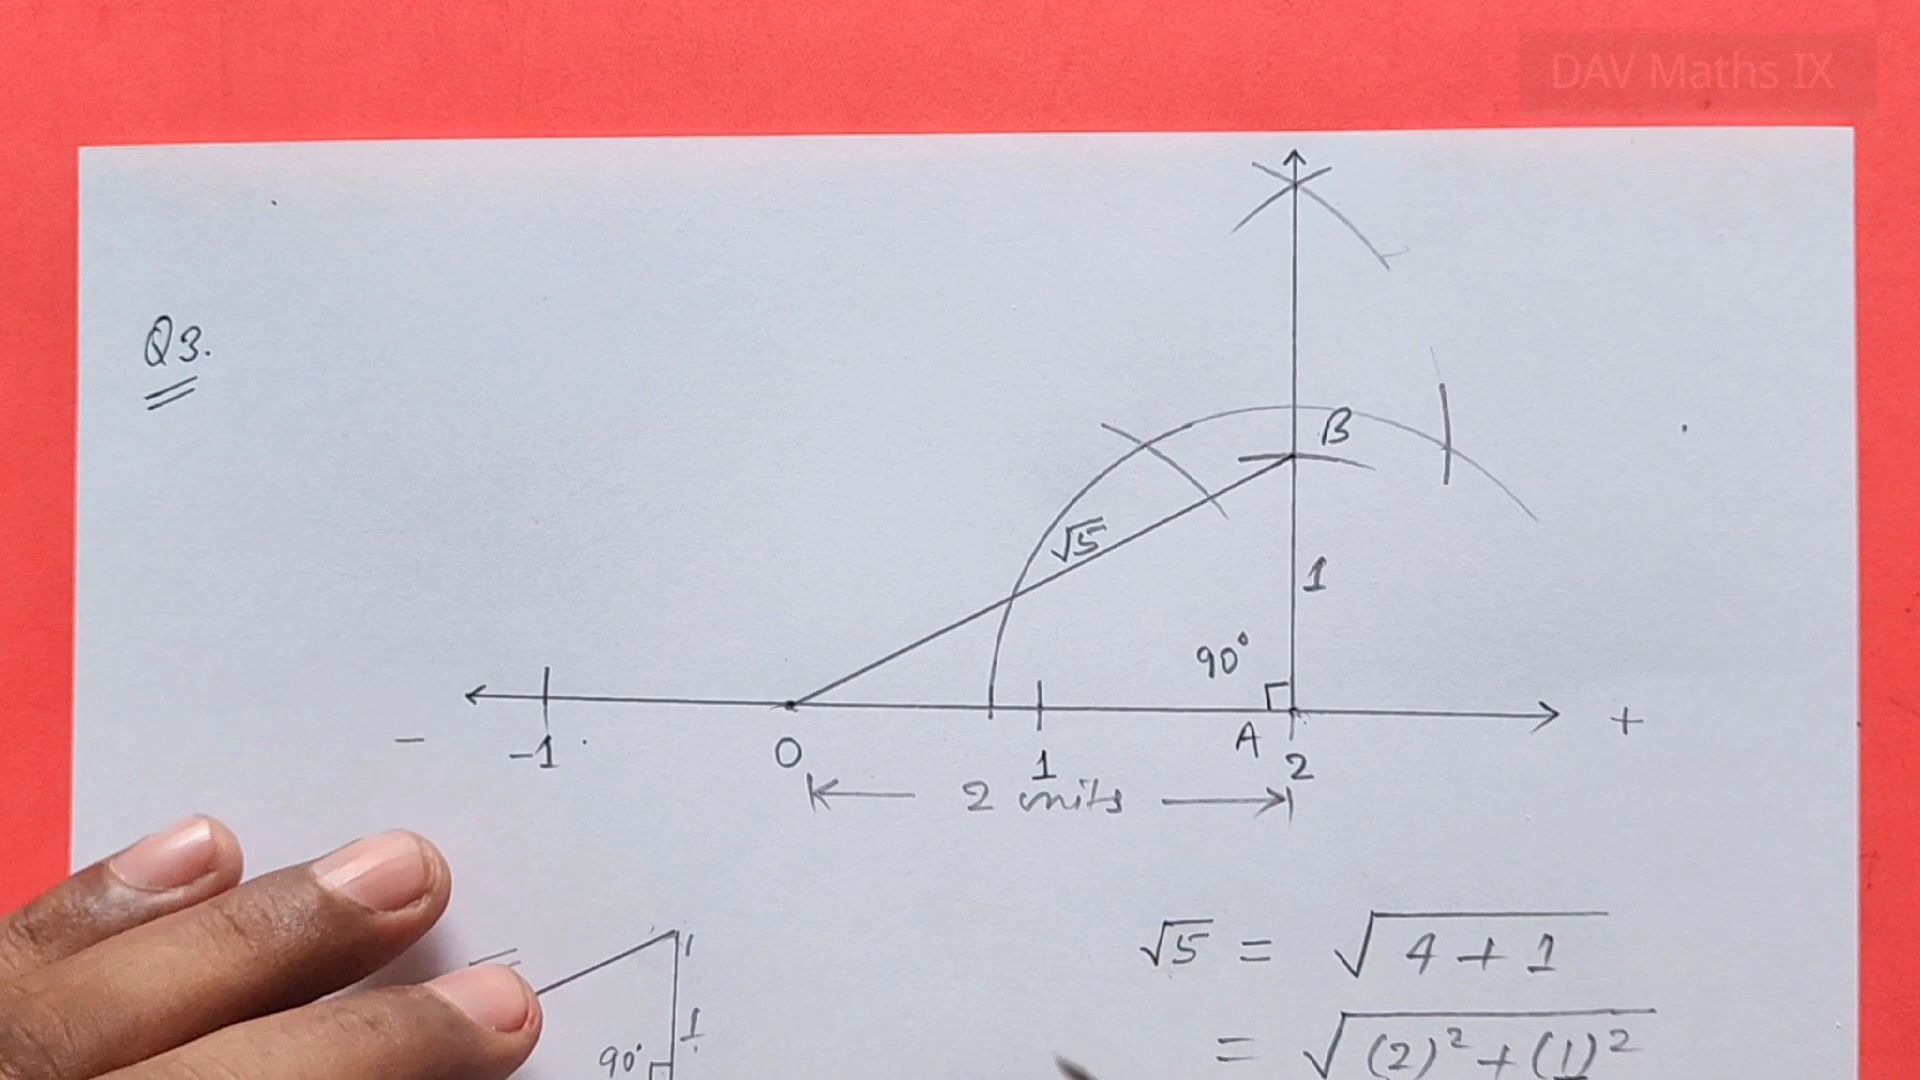 DAV Maths IX
Q3.
B
√5
1
90°
- -1 0 1 A 2 +
2 units
1
90°
√5 = √4+1
= √(2)²+(1)²